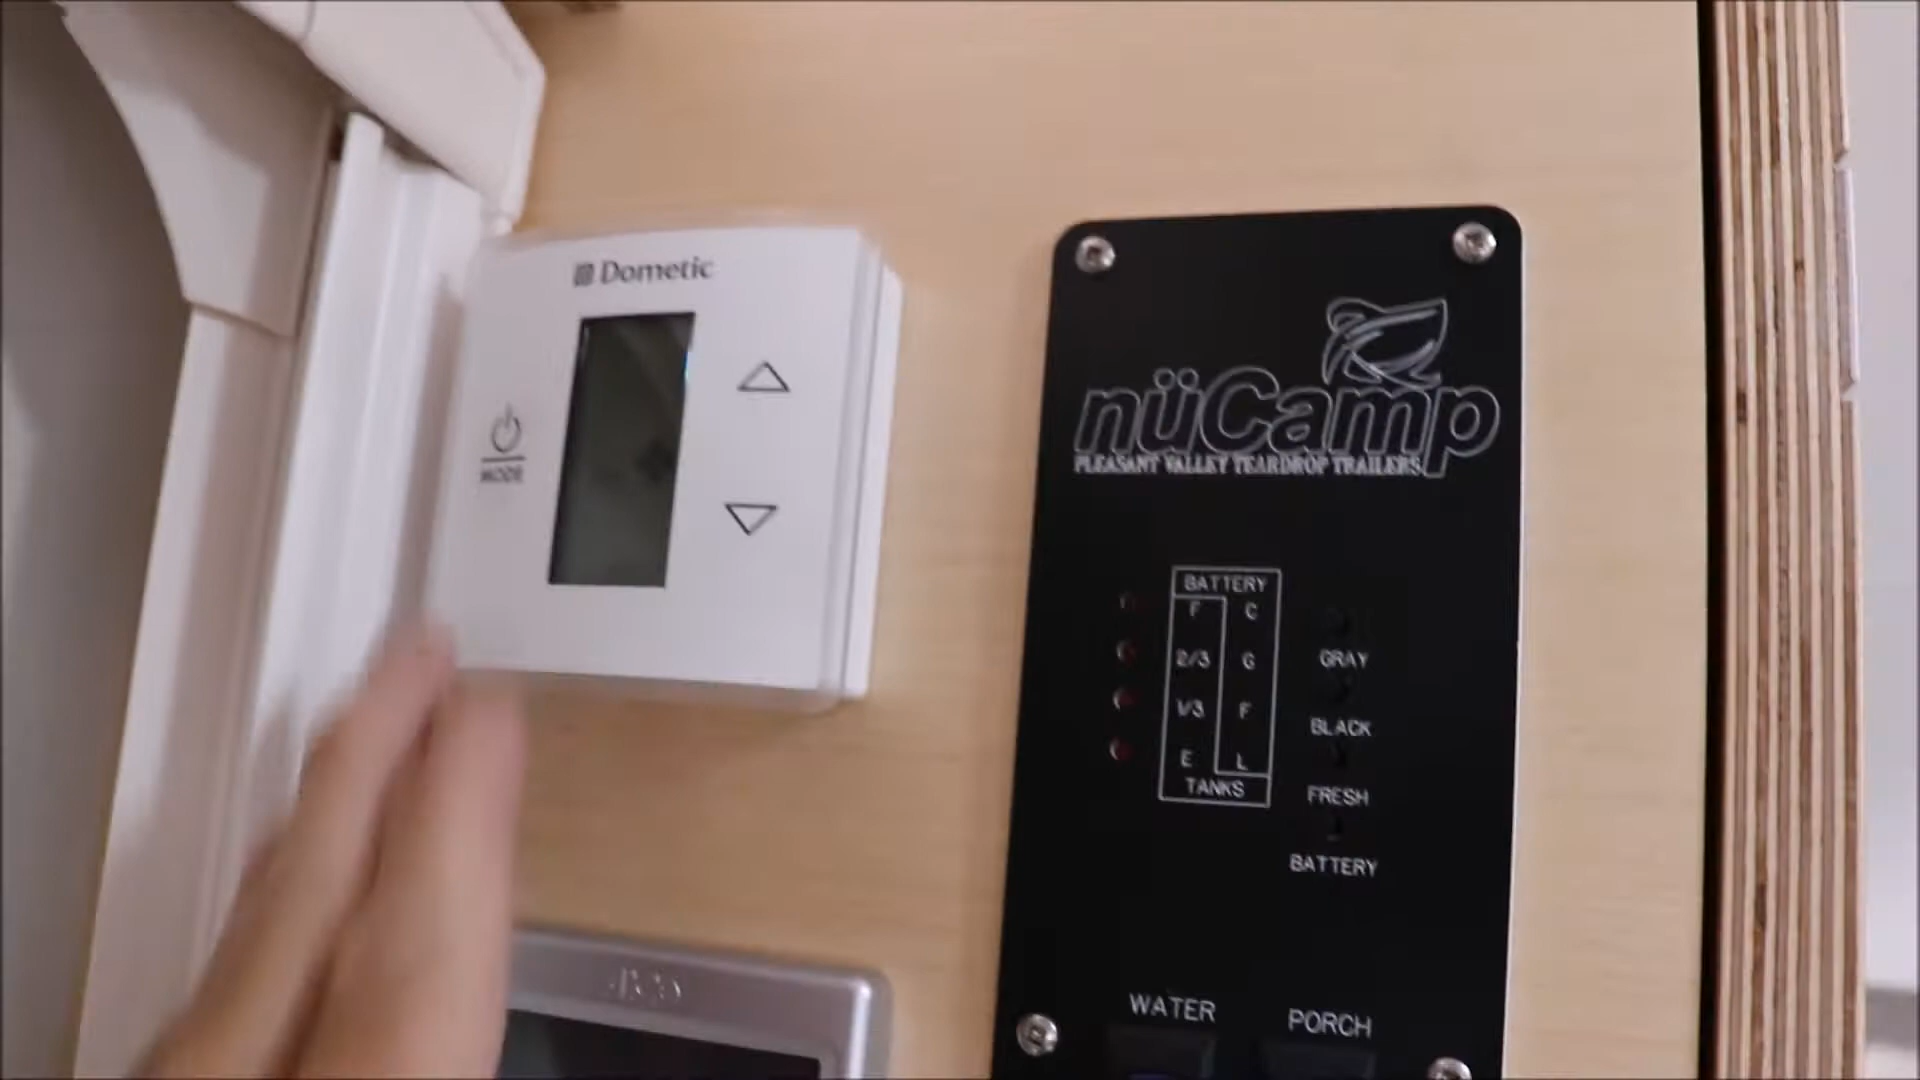 Dometic
MODE
nüCamp
PLEASANT VALLEY TEARDROP TRAILERS
BATTERY
F C
2/3 G
1/3 F
E L
TANKS
GRAY
BLACK
FRESH
BATTERY
WATER
PORCH